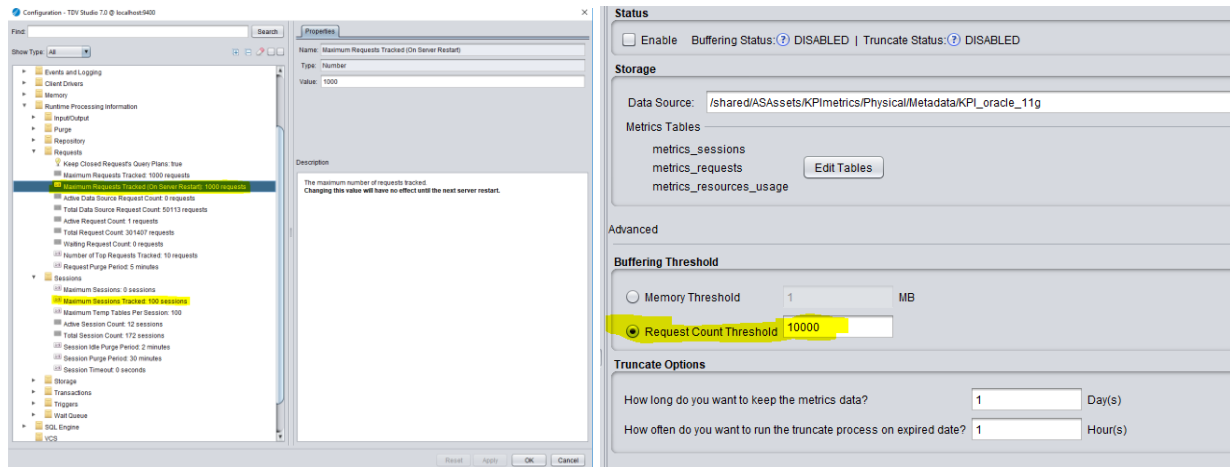 Configuration - TDV Studio 7.0 @ localhost:9400
Find:
Search
Show Type: All
Events and Logging
Client Drivers
Memory
Runtime Processing Information
Input/Output
Purge
Repository
Requests
Keep Closed Request's Query Plans: true
Maximum Requests Tracked: 1000 requests
Maximum Requests Tracked (On Server Restart): 1000 requests
Active Data Source Request Count: 0 requests
Total Data Source Request Count: 50113 requests
Active Request Count: 1 requests
Total Request Count: 301407 requests
Waiting Request Count: 0 requests
Number of Top Requests Tracked: 10 requests
Request Purge Period: 5 minutes
Sessions
Maximum Sessions: 0 sessions
Maximum Sessions Tracked: 100 sessions
Maximum Temp Tables Per Session: 100
Active Session Count: 12 sessions
Total Session Count: 172 sessions
Session Idle Purge Period: 2 minutes
Session Purge Period: 30 minutes
Session Timeout: 0 seconds
Storage
Transactions
Triggers
Wait Queue
SQL Engine
VCS
Properties
Name: Maximum Requests Tracked (On Server Restart)
Type: Number
Value: 1000
Description
The maximum number of requests tracked.
Changing this value will have no effect until the next server restart.
Reset Apply OK Cancel
Status
Enable Buffering Status: ? DISABLED | Truncate Status: ? DISABLED
Storage
Data Source: /shared/ASAssets/KPImetrics/Physical/Metadata/KPI_oracle_11g
Metrics Tables
metrics_sessions
metrics_requests Edit Tables
metrics_resources_usage
Advanced
Buffering Threshold
Memory Threshold 1 MB
Request Count Threshold 10000
Truncate Options
How long do you want to keep the metrics data? 1 Day(s)
How often do you want to run the truncate process on expired date? 1 Hour(s)